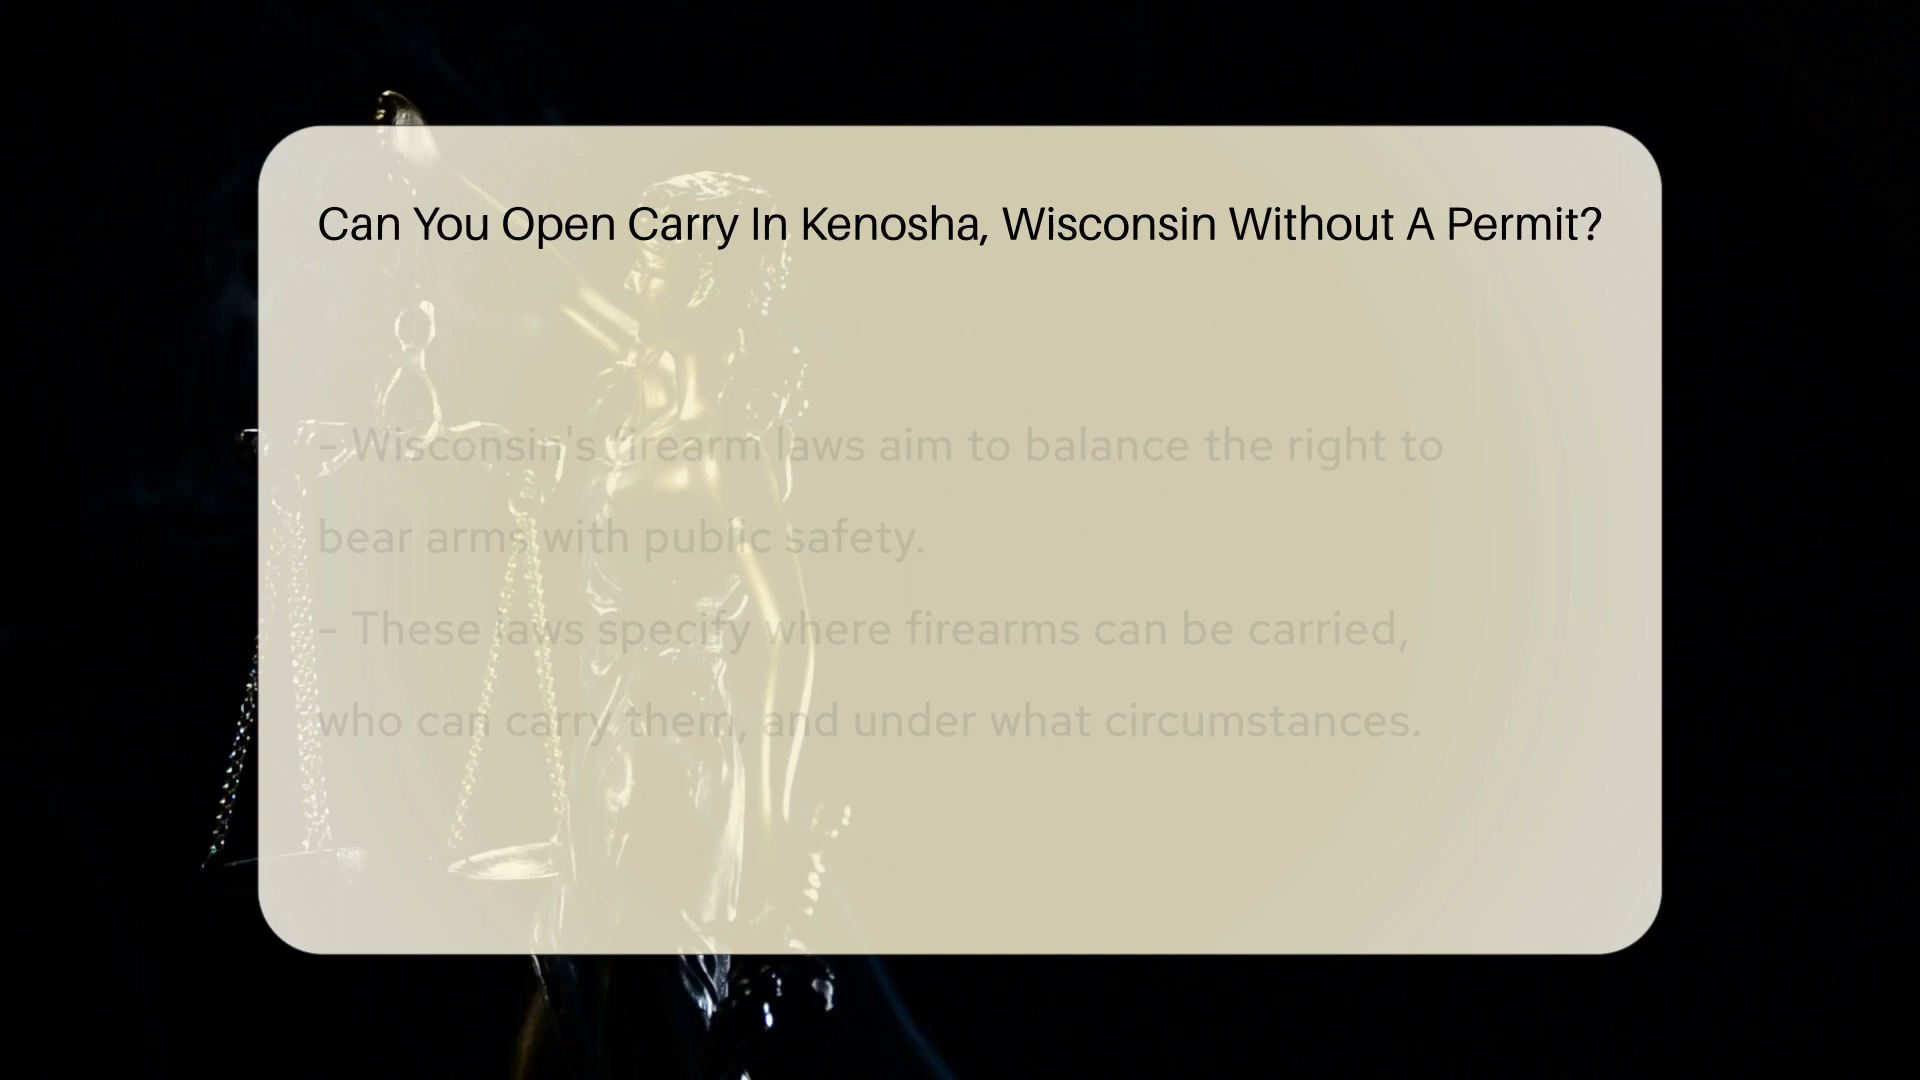 Can You Open Carry In Kenosha, Wisconsin Without A Permit?
- Wisconsin's firearm laws aim to balance the right to
bear arms with public safety.
- These laws specify where firearms can be carried,
who can carry them, and under what circumstances.